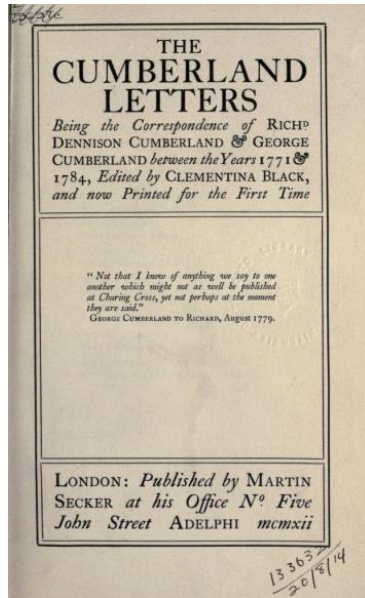 THE
CUMBERLAND
LETTERS
Being the Correspondence of RICHD
DENNISON CUMBERLAND & GEORGE
CUMBERLAND between the Years 1771 &
1784, Edited by CLEMENTINA BLACK,
and now Printed for the First Time
LIBRARY
"Not that I know of anything we say to one
another which might not as well be published
at Charing Cross, yet not perhaps at the moment
they are said."
GEORGE CUMBERLAND TO RICHARD, August 1779.
LONDON: Published by MARTIN
SECKER at his Office No Five
John Street ADELPHI mcmxii
133632
20/8/14